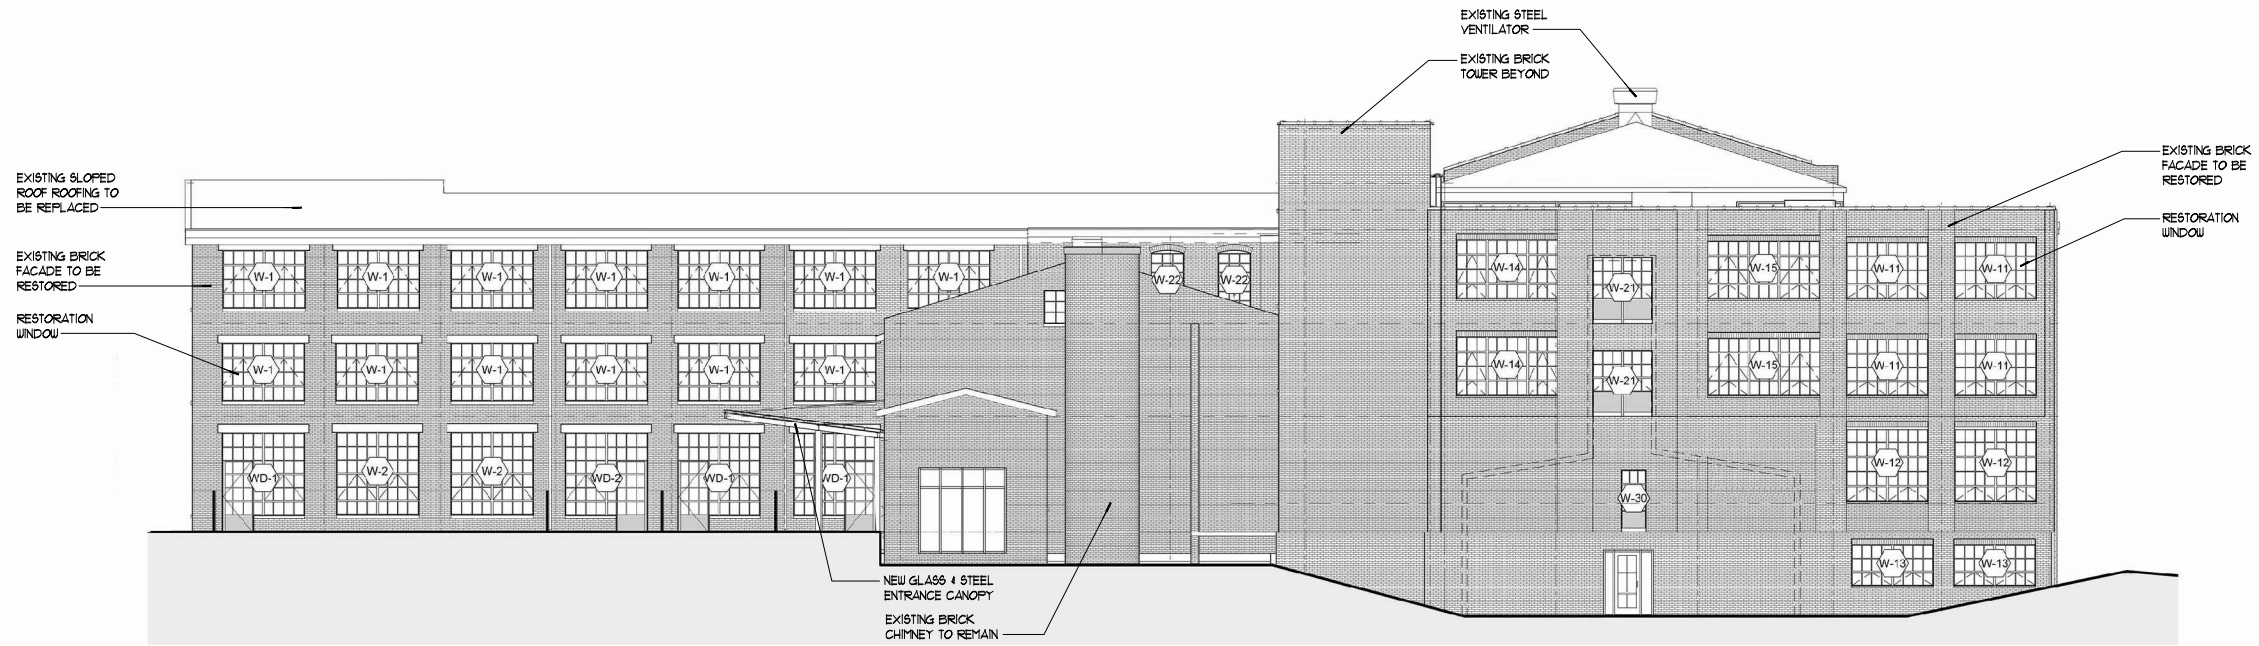 EXISTING STEEL
VENTILATOR
EXISTING BRICK
TOWER BEYOND
EXISTING BRICK
FACADE TO BE
RESTORED
EXISTING SLOPED
ROOF ROOFING TO
BE REPLACED
RESTORATION
WINDOW
EXISTING BRICK
FACADE TO BE
RESTORED
RESTORATION
WINDOW
W-1 W-1 W-1 W-1 W-1 W-1 W-1 W-22 W-22 W-14 W-21 W-15 W-11 W-11
W-1 W-1 W-1 W-1 W-1 W-1 W-14 W-21 W-15 W-11 W-11
WD-1 W-2 W-2 WD-2 WD-1 WD-1 W-30 W-12 W-12
W-13 W-13
NEW GLASS & STEEL
ENTRANCE CANOPY
EXISTING BRICK
CHIMNEY TO REMAIN